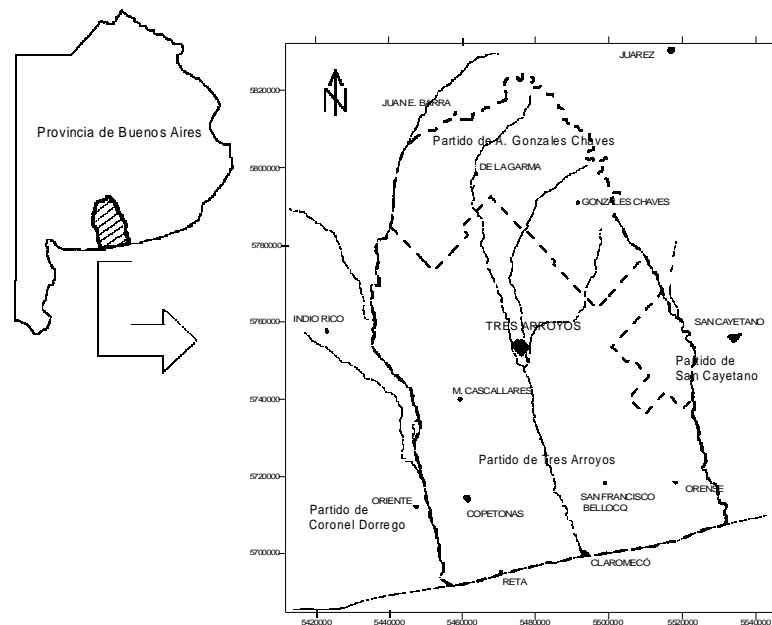 Provincia de Buenos Aires
N
JUAREZ
JUAN E. BARRA
Partido de A. Gonzales Chaves
DE LA GARMA
GONZALES CHAVES
INDIO RICO
TRES ARROYOS
SAN CAYETANO
Partido de
San Cayetano
M. CASCALLARES
Partido de Tres Arroyos
ORIENTE
COPETONAS
SAN FRANCISCO
BELLOCQ
ORENSE
Partido de
Coronel Dorrego
CLAROMECÓ
RETA
5820000
5800000
5780000
5760000
5740000
5720000
5700000
5420000
5440000
5460000
5480000
5500000
5520000
5540000